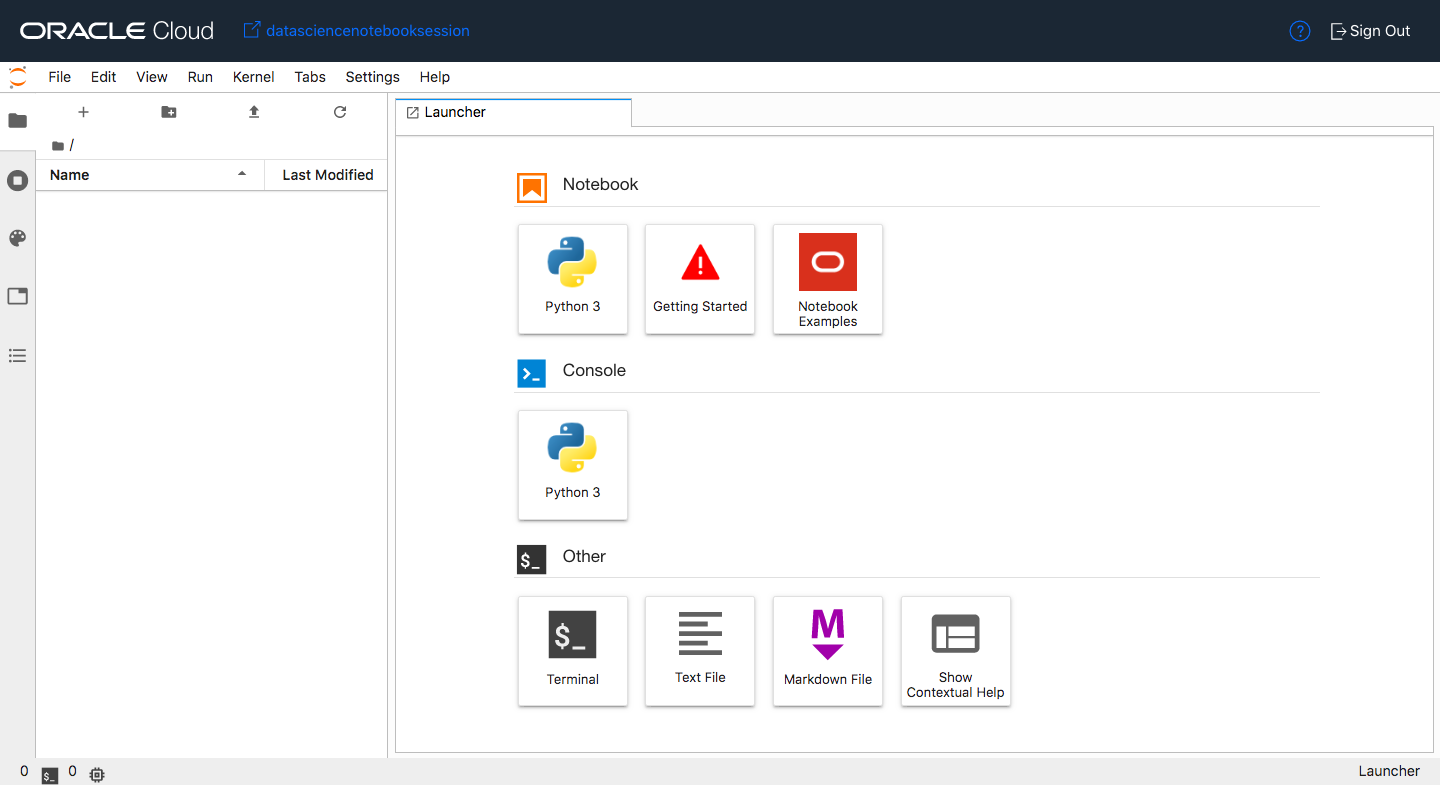 ORACLE Cloud datasciencenotebooksession ? Sign Out
File Edit View Run Kernel Tabs Settings Help
Launcher
/
Name Last Modified
Notebook
Python 3 Getting Started Notebook
Examples
>_ Console
Python 3
$_ Other
$_ M
Terminal Text File Markdown File Show
Contextual Help
0 $_ 0 Launcher